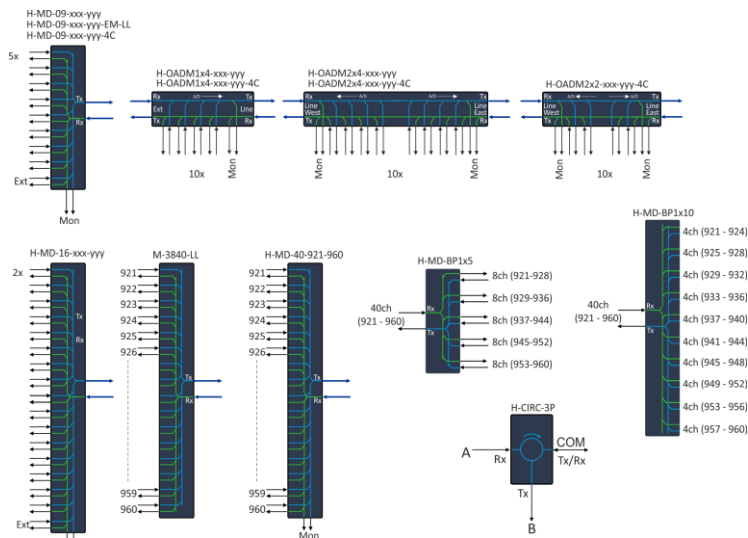 H-MD-09-xxx-yyy
H-MD-09-xxx-yyy-EM-LL
H-MD-09-xxx-yyy-4C
5x
Tx
Rx
Ext
Mon
H-OADM1x4-xxx-yyy
H-OADM1x4-xxx-yyy-4C
Rx
A/D
Tx
Ext
Line
Tx
Rx
Mon
10x
H-OADM2x4-xxx-yyy
H-OADM2x4-xxx-yyy-4C
Rx
A/D
A/D
Tx
Line
West
Line
East
Tx
Rx
Mon
10x
Mon
H-OADM2x2-xxx-yyy-4C
Rx
A/D
A/D
Tx
Line
West
Line
East
Tx
Rx
Mon
10x
Mon
H-MD-16-xxx-yyy
2x
Tx
Rx
Ext
M-3840-LL
921
922
923
924
925
926
Tx
Rx
959
960
H-MD-40-921-960
921
922
923
924
925
926
Tx
Rx
959
960
Mon
H-MD-BP1x5
40ch
(921 - 960)
Rx
Tx
8ch (921-928)
8ch (929-936)
8ch (937-944)
8ch (945-952)
8ch (953-960)
H-MD-BP1x10
40ch
(921 - 960)
Rx
Tx
4ch (921 - 924)
4ch (925 - 928)
4ch (929 - 932)
4ch (933 - 936)
4ch (937 - 940)
4ch (941 - 944)
4ch (945 - 948)
4ch (949 - 952)
4ch (953 - 956)
4ch (957 - 960)
H-CIRC-3P
A
Rx
COM
Tx/Rx
Tx
B